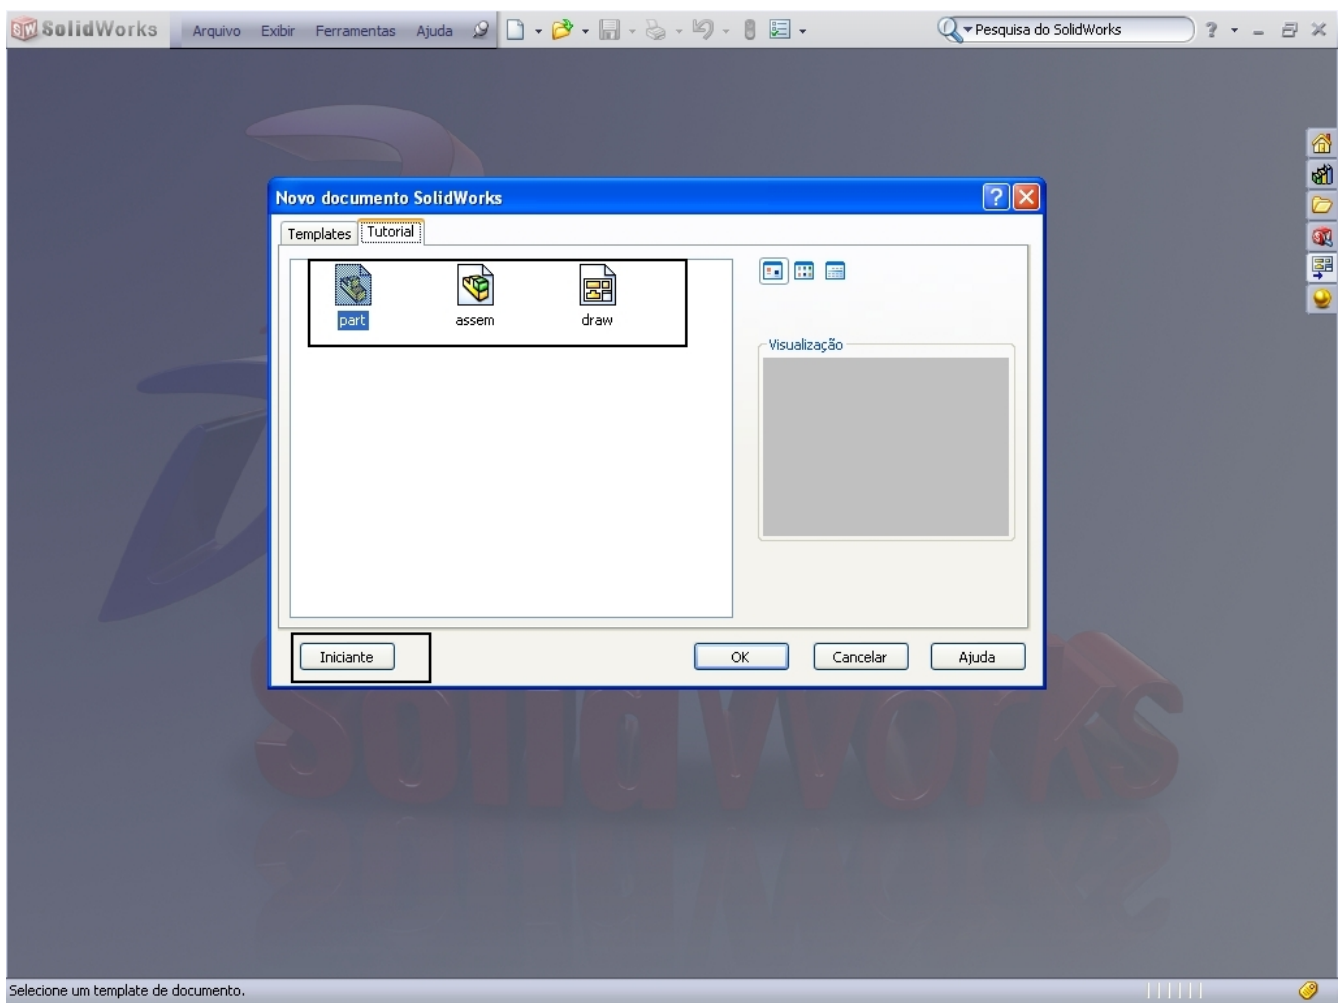 SolidWorks Arquivo Exibir Ferramentas Ajuda Pesquisa do SolidWorks
Novo documento SolidWorks
Templates Tutorial
part assem draw
Visualização
Iniciante OK Cancelar Ajuda
SolidWorks
Selecione um template de documento.